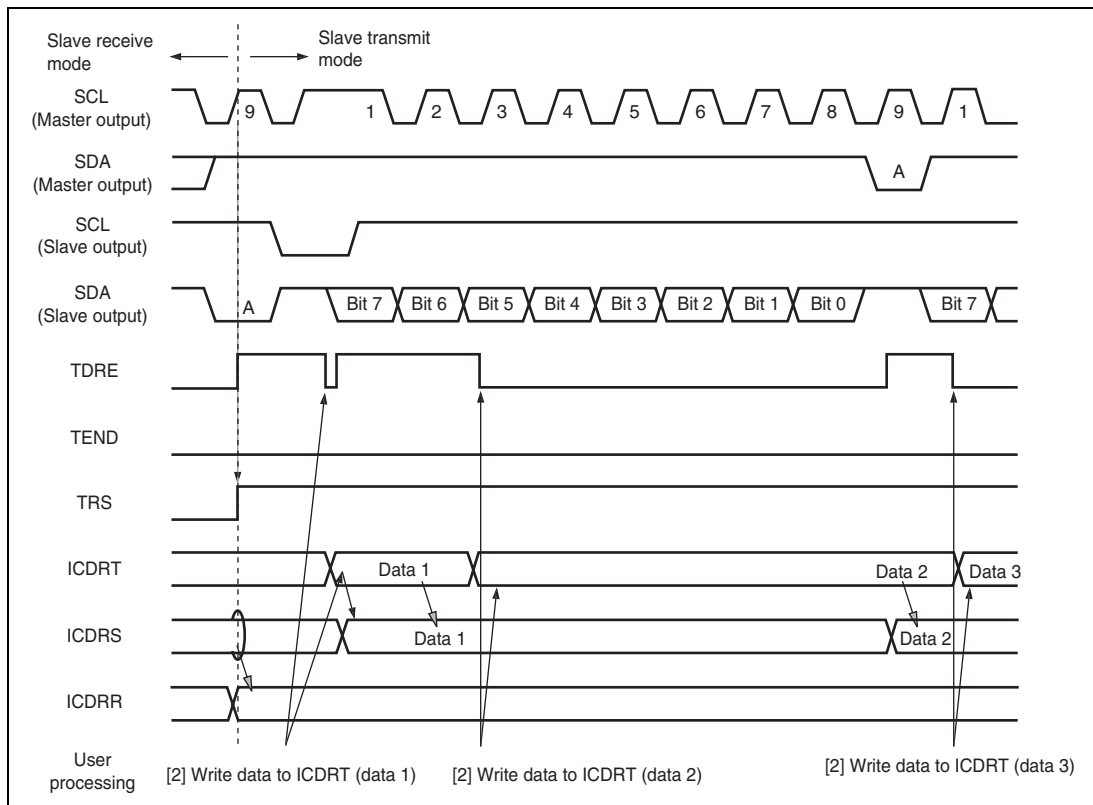 Slave receive
mode
Slave transmit
mode
SCL
(Master output)
9 1 2 3 4 5 6 7 8 9 1
SDA
(Master output)
A
SCL
(Slave output)
SDA
(Slave output)
A Bit 7 Bit 6 Bit 5 Bit 4 Bit 3 Bit 2 Bit 1 Bit 0 Bit 7
TDRE
TEND
TRS
ICDRT
Data 1 Data 2 Data 3
ICDRS
Data 1 Data 2
ICDRR
User
processing
[2] Write data to ICDRT (data 1) [2] Write data to ICDRT (data 2) [2] Write data to ICDRT (data 3)